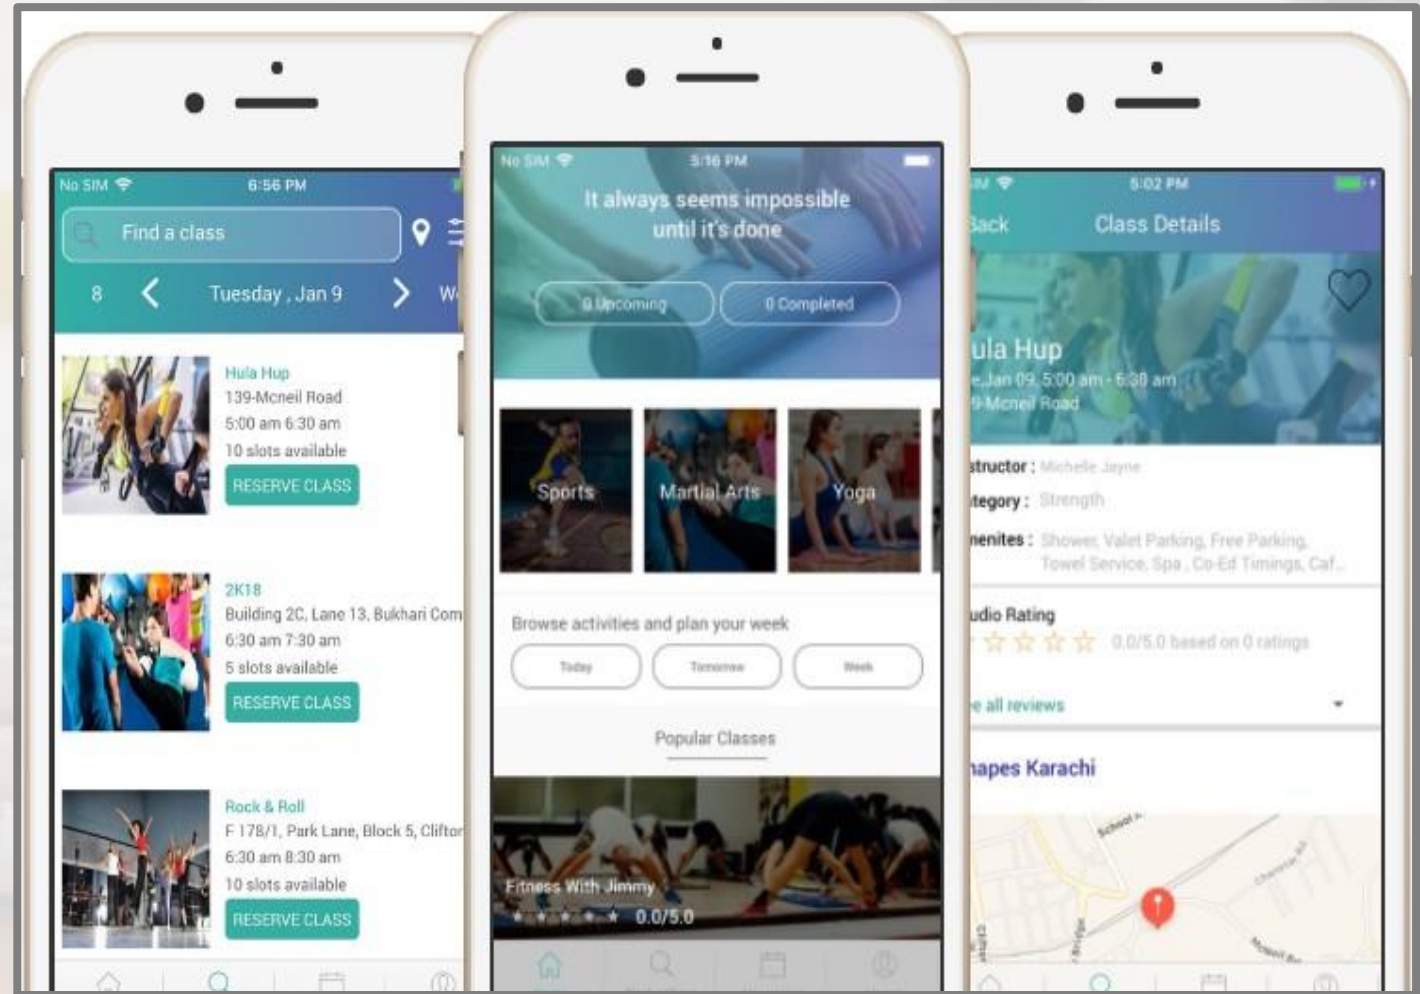 No SIM
6:56 PM
Find a class
8
Tuesday , Jan 9
Hula Hup
139-Mcneil Road
5:00 am 6:30 am
10 slots available
RESERVE CLASS
2K18
Building 2C, Lane 13, Bukhari Com
6:30 am 7:30 am
5 slots available
RESERVE CLASS
Rock & Roll
F 178/1, Park Lane, Block 5, Clifton
6:30 am 8:30 am
10 slots available
RESERVE CLASS
No SIM
5:16 PM
It always seems impossible
until it's done
0 Upcoming
0 Completed
Sports
Martial Arts
Yoga
Browse activities and plan your week
Today
Tomorrow
Week
Popular Classes
Fitness With Jimmy
0.0/5.0
5:02 PM
Back
Class Details
ula Hup
e,Jan 09, 5:00 am - 6:30 am
9-Mcneil Road
structor : Michelle Jayne
tegory : Strength
menites : Shower, Valet Parking, Free Parking,
Towel Service, Spa , Co-Ed Timings, Caf...
udio Rating
0.0/5.0 based on 0 ratings
e all reviews
hapes Karachi